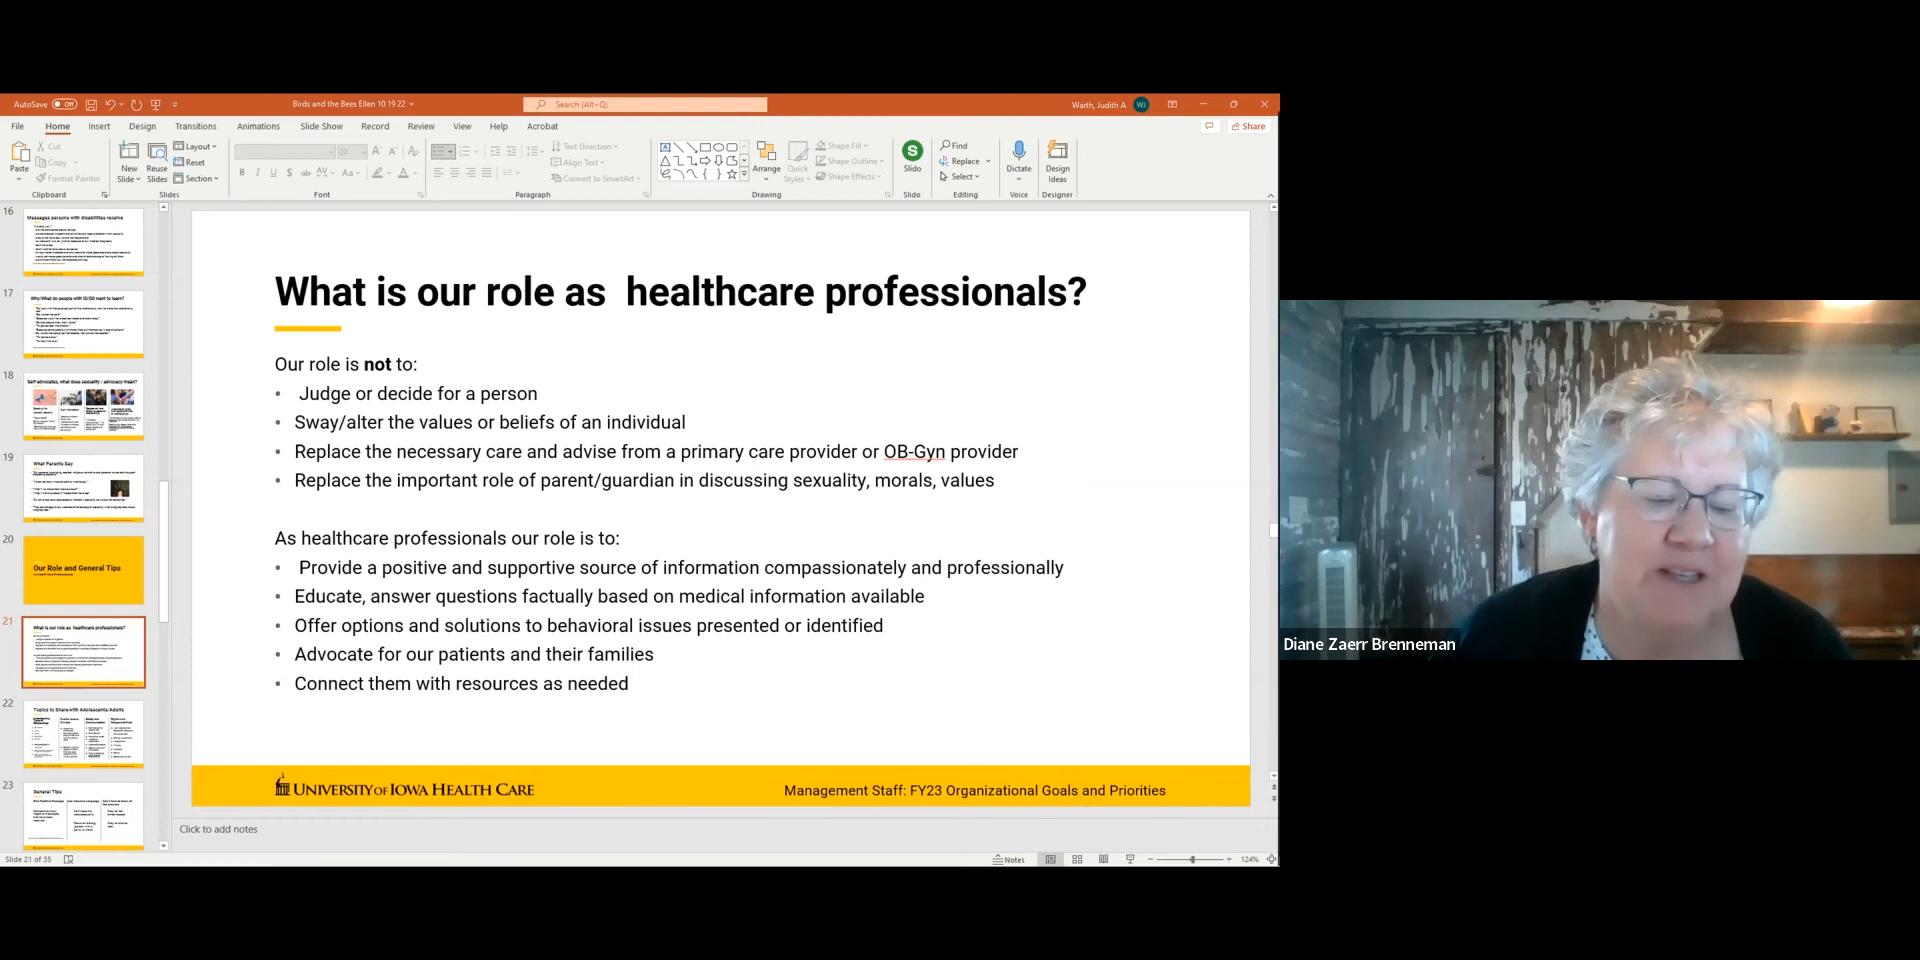 AutoSave Off
Birds and the Bees Ellen 10 19 22
Search (Alt+Q)
Warth, Judith A
WJ
File Home Insert Design Transitions Animations Slide Show Record Review View Help Acrobat
Share
Paste
Cut
Copy
Format Painter
Clipboard
New Slides
Reuse Slides
Layout
Reset
Section
Slides
Font
Text Direction
Align Text
Convert to SmartArt
Paragraph
Arrange
Quick Styles
Shape Fill
Shape Outline
Shape Effects
Drawing
S
Slido
Slido
Find
Replace
Select
Editing
Dictate
Voice
Design Ideas
Designer
16
Messages persons with disabilities receive
17
Why/What do people with ID/DD want to learn?
18
Self-advocates, what does sexuality / advocacy mean?
19
What Parents Say
20
Our Role and General Tips
21
What is our role as healthcare professionals?
22
Topics to Share with Adolescents/Adults
23
General Tips
What is our role as  healthcare professionals?
Our role is not to:
• Judge or decide for a person
• Sway/alter the values or beliefs of an individual
• Replace the necessary care and advise from a primary care provider or OB-Gyn provider
• Replace the important role of parent/guardian in discussing sexuality, morals, values
As healthcare professionals our role is to:
• Provide a positive and supportive source of information compassionately and professionally
• Educate, answer questions factually based on medical information available
• Offer options and solutions to behavioral issues presented or identified
• Advocate for our patients and their families
• Connect them with resources as needed
UNIVERSITY OF IOWA HEALTH CARE
Management Staff: FY23 Organizational Goals and Priorities
Click to add notes
Slide 21 of 35
Notes
124%
Diane Zaerr Brenneman